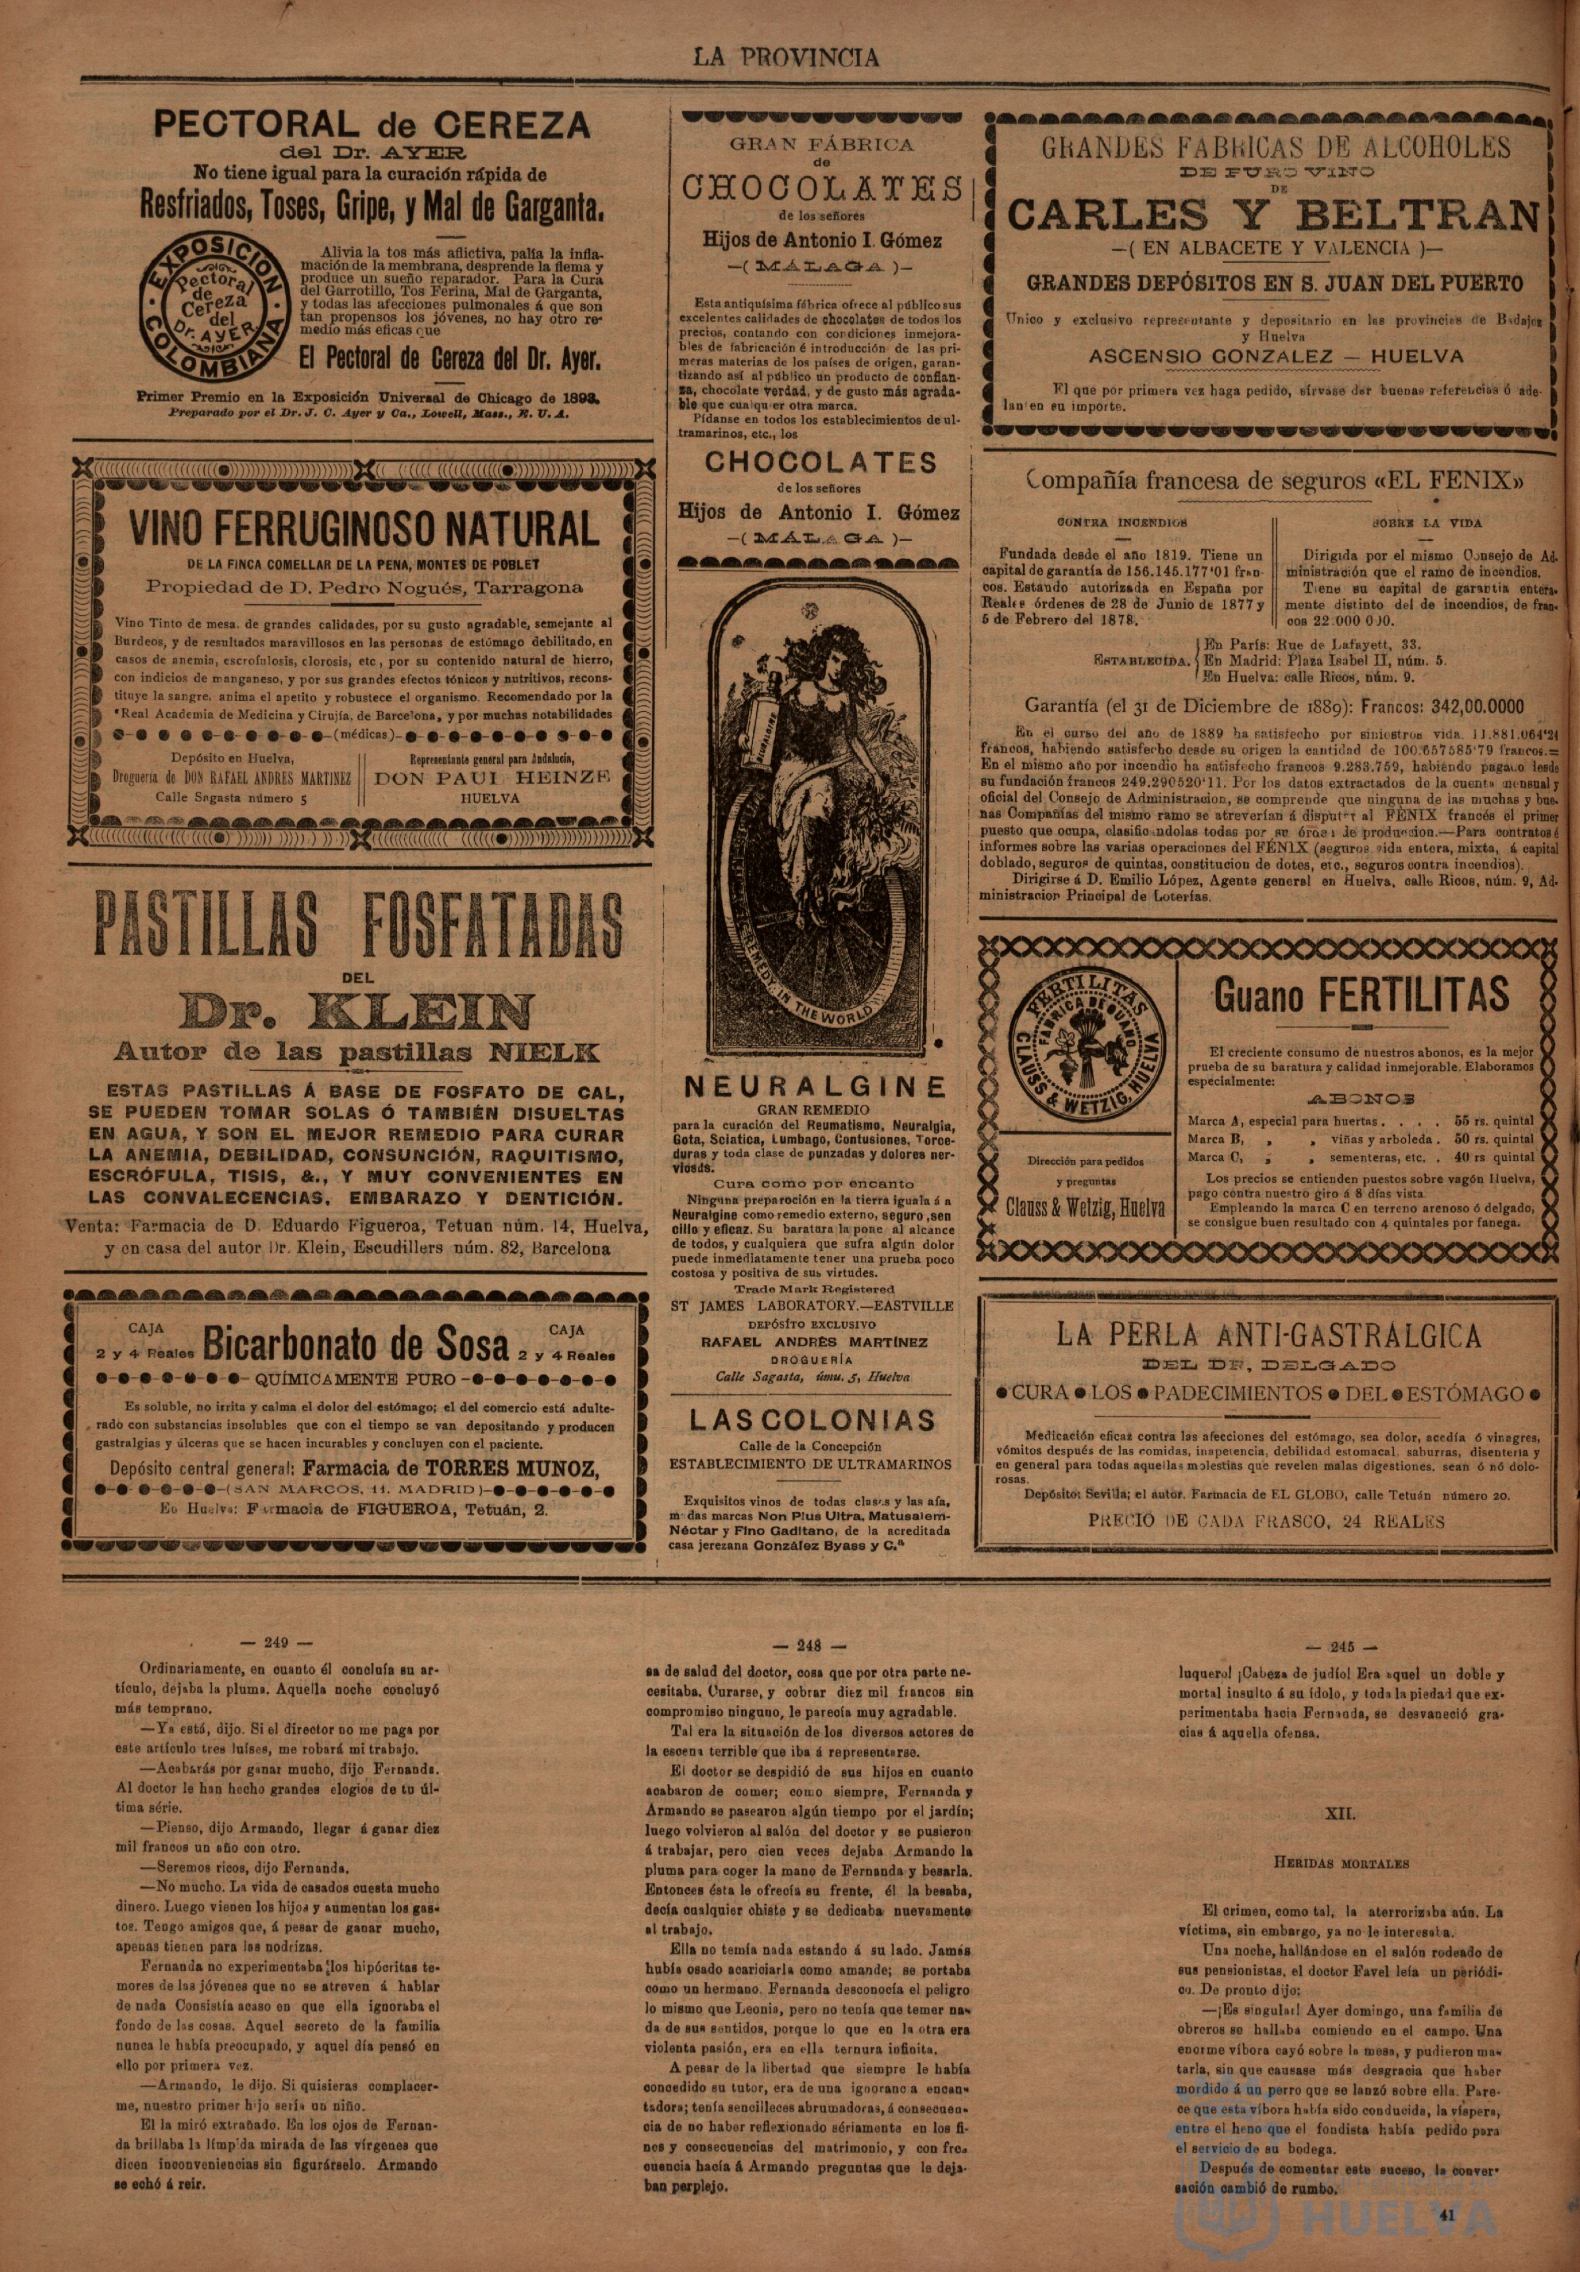 LA PROVINCIA
PECTORAL de CEREZA
del Dr. AYER
No tiene igual para la curación rápida de
Resfriados, Toses, Gripe, y Mal de Garganta.
EXPOSICION
COLOMBIANA
Pectoral
de
Cereza
del
Dr. AYER
Alivia la tos más aflictiva, palía la infla-
mación de la membrana, desprende la flema y
produce un sueño reparador. Para la Cura
del Garrotillo, Tos Ferina, Mal de Garganta,
y todas las afecciones pulmonales á que son
tan propensos los jóvenes, no hay otro re-
medio más eficas que
El Pectoral de Cereza del Dr. Ayer.
Primer Premio en la Exposición Universal de Chicago de 1893.
Preparado por el Dr. J. C. Ayer y Ca., Lowell, Mass., E. U. A.
VINO FERRUGINOSO NATURAL
DE LA FINCA COMELLAR DE LA PENA, MONTES DE POBLET
Propiedad de D. Pedro Nogués, Tarragona
Vino Tinto de mesa. de grandes calidades, por su gusto agradable, semejante al
Burdeos, y de resultados maravillosos en las personas de estómago debilitado, en
casos de anemia, escrofulosis, clorosis, etc, por su contenido natural de hierro,
con indicios de manganeso, y por sus grandes efectos tónicos y nutritivos, recons-
tituye la sangre, anima el apetito y robustece el organismo. Recomendado por la
Real Academia de Medicina y Cirujía, de Barcelona, y por muchas notabilidades
(médicas)
Depósito en Huelva,
Droguería de DON RAFAEL ANDRES MARTINEZ
Calle Sagasta número 5
Representante general para Andalucía,
DON PAUL HEINZE
HUELVA
PASTILLAS FOSFATADAS
DEL
Dr. KLEIN
Autor de las pastillas NIELK
ESTAS PASTILLAS Á BASE DE FOSFATO DE CAL,
SE PUEDEN TOMAR SOLAS Ó TAMBIÉN DISUELTAS
EN AGUA, Y SON EL MEJOR REMEDIO PARA CURAR
LA ANEMIA, DEBILIDAD, CONSUNCIÓN, RAQUITISMO,
ESCRÓFULA, TISIS, &., Y MUY CONVENIENTES EN
LAS CONVALECENCIAS, EMBARAZO Y DENTICIÓN.
Venta: Farmacia de D. Eduardo Figueroa, Tetuan núm. 14, Huelva,
y en casa del autor Dr. Klein, Escudillers núm. 82, Barcelona
CAJA
2 y 4 Reales
Bicarbonato de Sosa
CAJA
2 y 4 Reales
QUÍMICAMENTE PURO
Es soluble, no irrita y calma el dolor del estómago; el del comercio está adulte-
rado con substancias insolubles que con el tiempo se van depositando y producen
gastralgias y úlceras que se hacen incurables y concluyen con el paciente.
Depósito central general: Farmacia de TORRES MUNOZ,
(SAN MARCOS, 11. MADRID)
En Huelva: Farmacia de FIGUEROA, Tetuán, 2.
GRAN FÁBRICA
de
CHOCOLATES
de los señores
Hijos de Antonio I. Gómez
—( MÁLAGA )—
Esta antiquísima fábrica ofrece al público sus
excelentes calidades de chocolates de todos los
precios, contando con condiciones inmejora-
bles de fabricación é introducción de las pri-
meras materias de los países de origen, garan-
tizando así al público un producto de confian-
za, chocolate verdad, y de gusto más agrada-
ble que cualquier otra marca.
Pídanse en todos los establecimientos de ul-
tramarinos, etc., los
CHOCOLATES
de los señores
Hijos de Antonio I. Gómez
—( MÁLAGA )—
NEURALGINE
REMEDY IN THE WORLD
NEURALGINE
GRAN REMEDIO
para la curación del Reumatismo, Neuralgia,
Gota, Sciatica, Lumbago, Contusiones, Torce-
duras y toda clase de punzadas y dolores ner-
viosos.
Cura como por encanto
Ninguna preparoción en la tierra iguala á a
Neuralgine como remedio externo, seguro, sen
cillo y eficaz. Su baratura la pone al alcance
de todos, y cualquiera que sufra algún dolor
puede inmediatamente tener una prueba poco
costosa y positiva de sus virtudes.
Trade Mark Registered
ST JAMES LABORATORY.—EASTVILLE
DEPÓSITO EXCLUSIVO
RAFAEL ANDRÉS MARTÍNEZ
DROGUERÍA
Calle Sagasta, úmu. 5, Huelva
LAS COLONIAS
Calle de la Concepción
ESTABLECIMIENTO DE ULTRAMARINOS
Exquisitos vinos de todas clases y las afa,
m das marcas Non Plus Ultra, Matusalem-
Néctar y Fino Gaditano, de la acreditada
casa jerezana González Byass y C.ª
GRANDES FABRICAS DE ALCOHOLES
DE PURO VINO
DE
CARLES Y BELTRAN
—( EN ALBACETE Y VALENCIA )—
GRANDES DEPÓSITOS EN S. JUAN DEL PUERTO
Unico y exclusivo representante y depositario en las provincias de Badajoz
y Huelva
ASCENSIO GONZALEZ — HUELVA
El que por primera vez haga pedido, sírvase dar buenas referencias ó ade-
lanten su importe.
Compañía francesa de seguros «EL FENIX»
CONTRA INCENDIOS
Fundada desde el año 1819. Tiene un
capital de garantía de 156.145.177'01 fran-
cos. Estando autorizada en España por
Reales órdenes de 28 de Junio de 1877 y
5 de Febrero del 1878.
SOBRE LA VIDA
Dirigida por el mismo Consejo de Ad-
ministración que el ramo de incendios.
Tiene su capital de garantía entera-
mente distinto del de incendios, de fran-
cos 22.000 000.
ESTABLECIDA.
En París: Rue de Lafayett, 33.
En Madrid: Plaza Isabel II, núm. 5.
En Huelva: calle Ricos, núm. 9.
Garantía (el 31 de Diciembre de 1889): Francos: 342,00.0000
En el curso del año de 1889 ha satisfecho por siniestros vida. 11.881.064'24
francos, habiendo satisfecho desde su origen la cantidad de 100.657585'79 francos.=
En el mismo año por incendio ha satisfecho francos 9.283.759, habiendo pagado desde
su fundación francos 249.290520'11. Por los datos extractados de la cuenta mensual y
oficial del Consejo de Administracion, se comprende que ninguna de las muchas y bue-
nas Compañías del mismo ramo se atreverían á disputar al FÉNIX francés el primer
puesto que ocupa, clasificándolas todas por su órden de produccion.—Para contratos é
informes sobre las varias operaciones del FÉNIX (seguros vida entera, mixta, á capital
doblado, seguros de quintas, constitucion de dotes, etc., seguros contra incendios).
Dirigirse á D. Emilio López, Agente general en Huelva, calle Ricos, núm. 9, Ad-
ministracion Principal de Loterías.
FERTILITAS
FABRICA DE GUANO
CLAUSS & WETZIG, HUELVA
Dirección para pedidos
y preguntas
Clauss & Wetzig, Huelva
Guano FERTILITAS
El creciente consumo de nuestros abonos, es la mejor
prueba de su baratura y calidad inmejorable. Elaboramos
especialmente:
ABONOS
Marca A, especial para huertas . . . . 55 rs. quintal
Marca B, „ „ viñas y arboleda . 50 rs. quintal
Marca C, „ „ sementeras, etc. . 40 rs quintal
Los precios se entienden puestos sobre vagón Huelva,
pago contra nuestro giro á 8 días vista.
Empleando la marca C en terreno arenoso ó delgado,
se consigue buen resultado con 4 quintales por fanega.
LA PERLA ANTI-GASTRÁLGICA
DEL DR, DELGADO
CURA • LOS • PADECIMIENTOS • DEL • ESTÓMAGO •
Medicación eficaz contra las afecciones del estómago, sea dolor, acedía ó vinagres,
vómitos después de las comidas, inapetencia, debilidad estomacal, saburras, disentería y
en general para todas aquellas molestias que revelen malas digestiones, sean ó nó dolo-
rosas.
Depósito: Sevilla; el autor. Farmacia de EL GLOBO, calle Tetuán número 20.
PRECIO DE CADA FRASCO, 24 REALES
— 249 —
Ordinariamente, en cuanto él concluía su ar-
tículo, dejaba la pluma. Aquella noche concluyó
más temprano.
—Ya está, dijo. Si el director no me paga por
este artículo tres luíses, me robará mi trabajo.
—Acabarás por ganar mucho, dijo Fernanda.
Al doctor le han hecho grandes elogios de tu úl-
tima série.
—Pienso, dijo Armando, llegar á ganar diez
mil francos un año con otro.
—Seremos ricos, dijo Fernanda.
—No mucho. La vida de casados cuesta mucho
dinero. Luego vienen los hijos y aumentan los gas-
tos. Tengo amigos que, á pesar de ganar mucho,
apenas tienen para las nodrizas.
Fernanda no experimentaba los hipócritas te-
mores de las jóvenes que no se atreven á hablar
de nada Consistía acaso en que ella ignoraba el
fondo de las cosas. Aquel secreto de la familia
nunca le había preocupado, y aquel día pensó en
ello por primera vez.
—Armando, le dijo. Si quisieras complacer-
me, nuestro primer hijo sería un niño.
El la miró extrañado. En los ojos de Fernan-
da brillaba la límpida mirada de las vírgenes que
dicen inconveniencias sin figurárselo. Armando
se echó á reir.
— 248 —
sa de salud del doctor, cosa que por otra parte ne-
cesitaba. Curarse, y cobrar diez mil francos sin
compromiso ninguno, le parecía muy agradable.
Tal era la situación de los diversos actores de
la escena terrible que iba á representarse.
El doctor se despidió de sus hijos en cuanto
acabaron de comer; como siempre, Fernanda y
Armando se pasearon algún tiempo por el jardín;
luego volvieron al salón del doctor y se pusieron
á trabajar, pero cien veces dejaba Armando la
pluma para coger la mano de Fernanda y besarla.
Entonces ésta le ofrecía su frente, él la besaba,
decía cualquier chiste y se dedicaba nuevamente
al trabajo.
Ella no temía nada estando á su lado. Jamás
había osado acariciarla como amande; se portaba
como un hermano. Fernanda desconocía el peligro
lo mismo que Leonia, pero no tenía que temer na-
da de sus sentidos, porque lo que en la otra era
violenta pasión, era en ella ternura infinita.
A pesar de la libertad que siempre le había
concedido su tutor, era de una ignorancia encan-
tadora; tenía sencilleces abrumadoras, á consecuen-
cia de no haber reflexionado sériamente en los fi-
nes y consecuencias del matrimonio, y con fre-
cuencia hacía á Armando preguntas que le deja-
ban perplejo.
— 245 —
luquero! ¡Cabeza de judío! Era aquel un doble y
mortal insulto á su ídolo, y toda la piedad que ex-
perimentaba hacia Fernanda, se desvaneció gra-
cias á aquella ofensa.
XII.
HERIDAS MORTALES
El crimen, como tal, la aterrorizaba aún. La
víctima, sin embargo, ya no le interesaba.
Una noche, hallándose en el salón rodeado de
sus pensionistas, el doctor Favel leía un periódi-
co. De pronto dijo:
—¡Es singular! Ayer domingo, una familia de
obreros se hallaba comiendo en el campo. Una
enorme víbora cayó sobre la mesa, y pudieron ma-
tarla, sin que causase más desgracia que haber
mordido á un perro que se lanzó sobre ella. Pare-
ce que esta víbora había sido conducida, la víspera,
entre el heno que el fondista había pedido para
el servicio de su bodega.
Después de comentar este suceso, la conver-
sación cambió de rumbo.
41
HUELVA